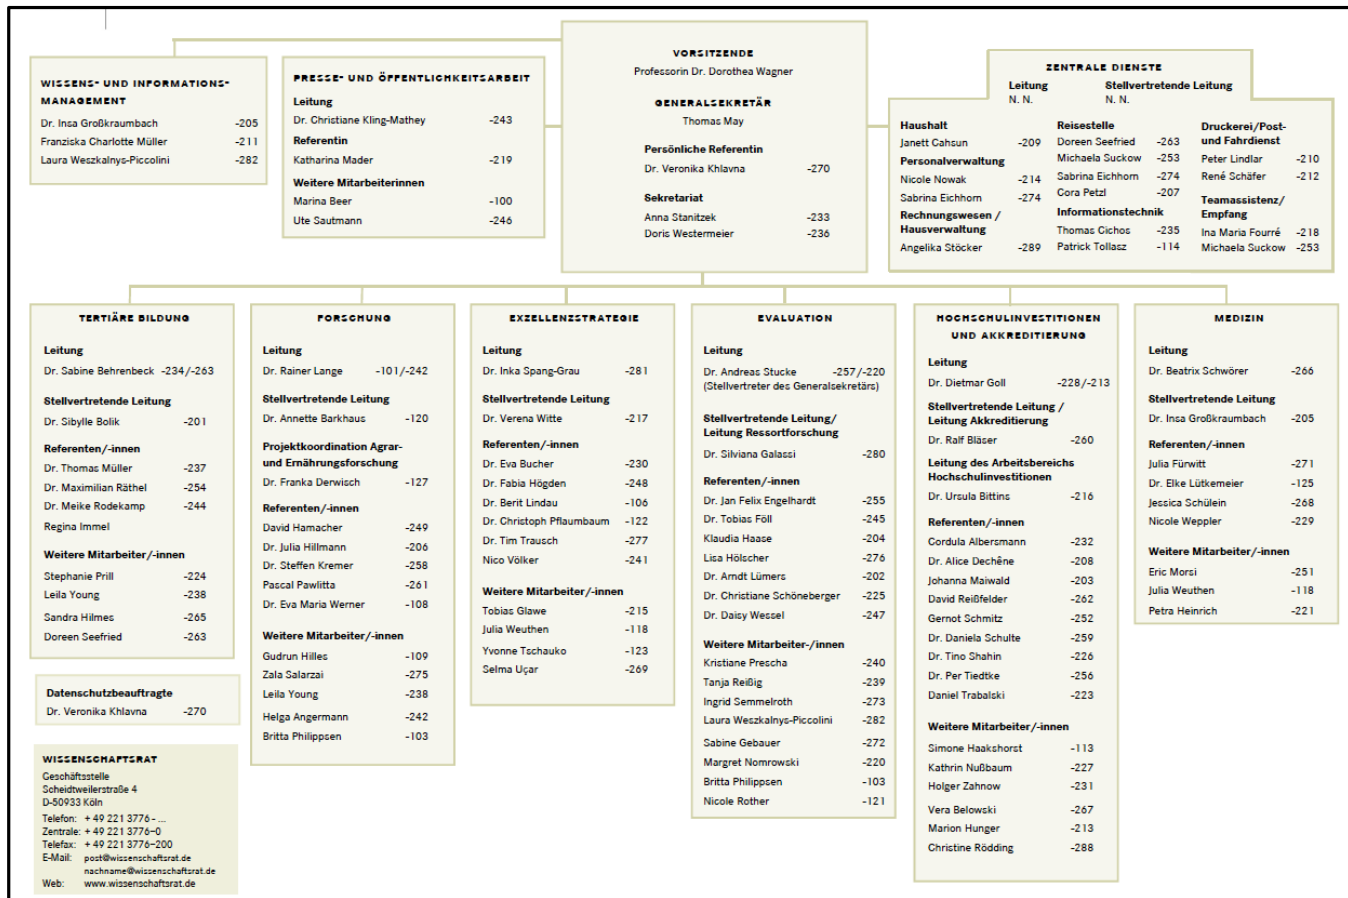 VORSITZENDE
Professorin Dr. Dorothea Wagner
GENERALSEKRETÄR
Thomas May
Persönliche Referentin
Dr. Veronika Khlavna -270
Sekretariat
Anna Stanitzek -233
Doris Westermeier -236
WISSENS- UND INFORMATIONS-
MANAGEMENT
Dr. Insa Großkraumbach -205
Franziska Charlotte Müller -211
Laura Weszkalnys-Piccolini -282
PRESSE- UND ÖFFENTLICHKEITSARBEIT
Leitung
Dr. Christiane Kling-Mathey -243
Referentin
Katharina Mader -219
Weitere Mitarbeiterinnen
Marina Beer -100
Ute Sautmann -246
ZENTRALE DIENSTE
Leitung Stellvertretende Leitung
N. N. N. N.
Haushalt
Janett Cahsun -209
Personalverwaltung
Nicole Nowak -214
Sabrina Eichhorn -274
Rechnungswesen /
Hausverwaltung
Angelika Stöcker -289
Reisestelle
Doreen Seefried -263
Michaela Suckow -253
Sabrina Eichhorn -274
Cora Petzl -207
Informationstechnik
Thomas Cichos -235
Patrick Tollasz -114
Druckerei/Post-
und Fahrdienst
Peter Lindlar -210
René Schäfer -212
Teamassistenz/
Empfang
Ina Maria Fourré -218
Michaela Suckow -253
TERTIÄRE BILDUNG
Leitung
Dr. Sabine Behrenbeck -234/-263
Stellvertretende Leitung
Dr. Sibylle Bolik -201
Referenten/-innen
Dr. Thomas Müller -237
Dr. Maximilian Räthel -254
Dr. Meike Rodekamp -244
Regina Immel
Weitere Mitarbeiter/-innen
Stephanie Prill -224
Leila Young -238
Sandra Hilmes -265
Doreen Seefried -263
FORSCHUNG
Leitung
Dr. Rainer Lange -101/-242
Stellvertretende Leitung
Dr. Annette Barkhaus -120
Projektkoordination Agrar-
und Ernährungsforschung
Dr. Franka Derwisch -127
Referenten/-innen
David Hamacher -249
Dr. Julia Hillmann -206
Dr. Steffen Kremer -258
Pascal Pawlitta -261
Dr. Eva Maria Werner -108
Weitere Mitarbeiter/-innen
Gudrun Hilles -109
Zala Salarzai -275
Leila Young -238
Helga Angermann -242
Britta Philippsen -103
EXZELLENZSTRATEGIE
Leitung
Dr. Inka Spang-Grau -281
Stellvertretende Leitung
Dr. Verena Witte -217
Referenten/-innen
Dr. Eva Bucher -230
Dr. Fabia Högden -248
Dr. Berit Lindau -106
Dr. Christoph Pflaumbaum -122
Dr. Tim Trausch -277
Nico Völker -241
Weitere Mitarbeiter/-innen
Tobias Glawe -215
Julia Weuthen -118
Yvonne Tschauko -123
Selma Uçar -269
EVALUATION
Leitung
Dr. Andreas Stucke -257/-220
(Stellvertreter des Generalsekretärs)
Stellvertretende Leitung/
Leitung Ressortforschung
Dr. Silviana Galassi -280
Referenten/-innen
Dr. Jan Felix Engelhardt -255
Dr. Tobias Föll -245
Klaudia Haase -204
Lisa Hölscher -276
Dr. Arndt Lümers -202
Dr. Christiane Schöneberger -225
Dr. Daisy Wessel -247
Weitere Mitarbeiter-/innen
Kristiane Prescha -240
Tanja Reißig -239
Ingrid Semmelroth -273
Laura Weszkalnys-Piccolini -282
Sabine Gebauer -272
Margret Nomrowski -220
Britta Philippsen -103
Nicole Rother -121
HOCHSCHULINVESTITIONEN
UND AKKREDITIERUNG
Leitung
Dr. Dietmar Goll -228/-213
Stellvertretende Leitung /
Leitung Akkreditierung
Dr. Ralf Bläser -260
Leitung des Arbeitsbereichs
Hochschulinvestitionen
Dr. Ursula Bittins -216
Referenten/-innen
Cordula Albersmann -232
Dr. Alice Dechêne -208
Johanna Maiwald -203
David Reißfelder -262
Gernot Schmitz -252
Dr. Daniela Schulte -259
Dr. Tino Shahin -226
Dr. Per Tiedtke -256
Daniel Trabalski -223
Weitere Mitarbeiter/-innen
Simone Haakshorst -113
Kathrin Nußbaum -227
Holger Zahnow -231
Vera Belowski -267
Marion Hunger -213
Christine Rödding -288
MEDIZIN
Leitung
Dr. Beatrix Schwörer -266
Stellvertretende Leitung
Dr. Insa Großkraumbach -205
Referenten/-innen
Julia Fürwitt -271
Dr. Elke Lütkemeier -125
Jessica Schülein -268
Nicole Weppler -229
Weitere Mitarbeiter/-innen
Eric Morsi -251
Julia Weuthen -118
Petra Heinrich -221
Datenschutzbeauftragte
Dr. Veronika Khlavna -270
WISSENSCHAFTSRAT
Geschäftsstelle
Scheidtweilerstraße 4
D-50933 Köln
Telefon: + 49 221 3776 - ...
Zentrale: + 49 221 3776-0
Telefax: + 49 221 3776-200
E-Mail: post@wissenschaftsrat.de
nachname@wissenschaftsrat.de
Web: www.wissenschaftsrat.de